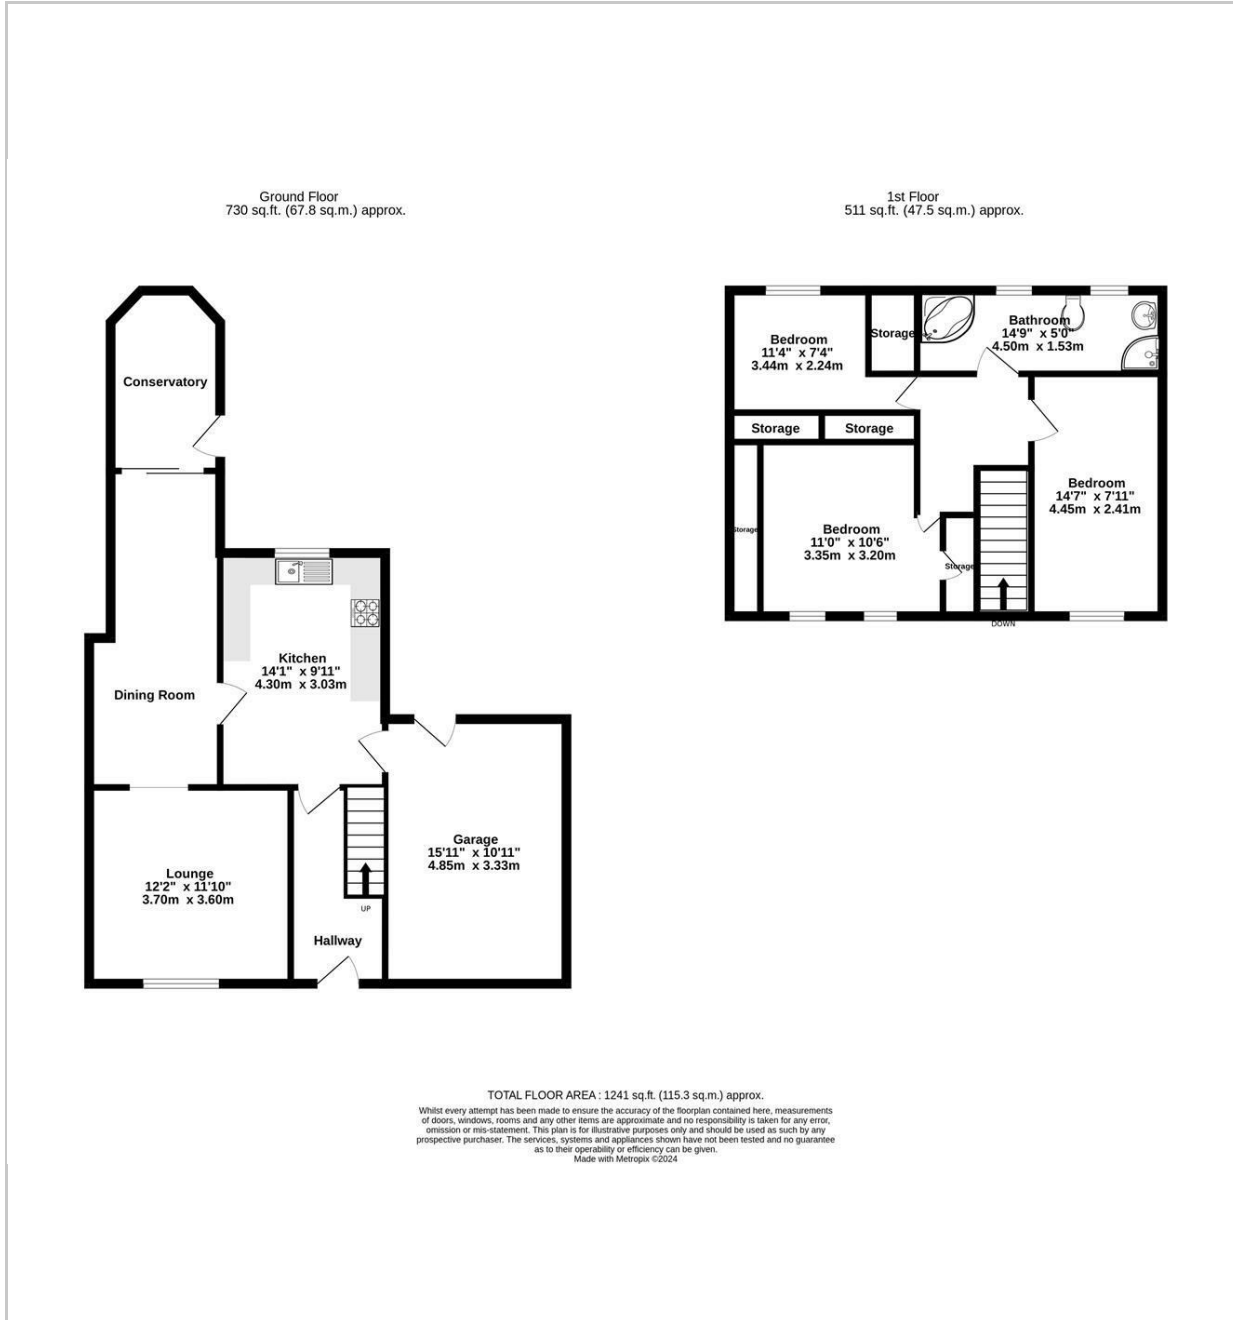 Ground Floor
730 sq.ft. (67.8 sq.m.) approx.
Conservatory
Dining Room
Kitchen
14'1" x 9'11"
4.30m x 3.03m
Lounge
12'2" x 11'10"
3.70m x 3.60m
UP
Hallway
Garage
15'11" x 10'11"
4.85m x 3.33m
1st Floor
511 sq.ft. (47.5 sq.m.) approx.
Bedroom
11'4" x 7'4"
3.44m x 2.24m
Storage
Bathroom
14'9" x 5'0"
4.50m x 1.53m
Storage
Storage
Storage
Bedroom
11'0" x 10'6"
3.35m x 3.20m
Storage
DOWN
Bedroom
14'7" x 7'11"
4.45m x 2.41m
TOTAL FLOOR AREA : 1241 sq.ft. (115.3 sq.m.) approx.
Whilst every attempt has been made to ensure the accuracy of the floorplan contained here, measurements
of doors, windows, rooms and any other items are approximate and no responsibility is taken for any error,
omission or mis-statement. This plan is for illustrative purposes only and should be used as such by any
prospective purchaser. The services, systems and appliances shown have not been tested and no guarantee
as to their operability or efficiency can be given.
Made with Metropix ©2024